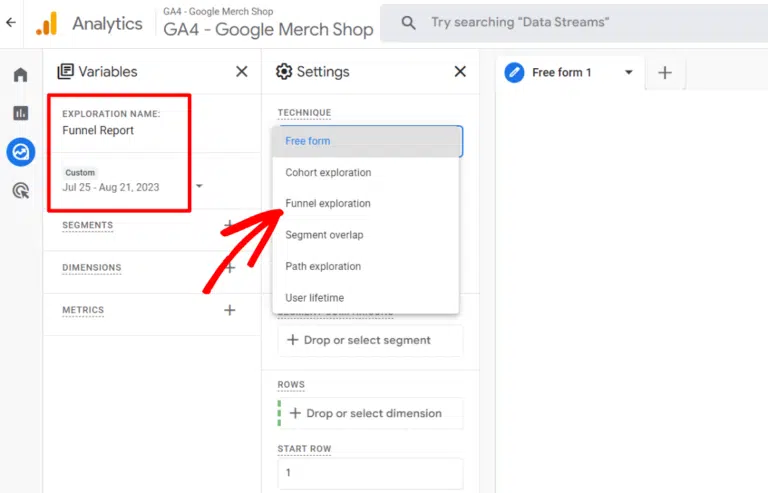 Analytics
GA4 - Google Merch Shop
GA4 - Google Merch Shop
Try searching "Data Streams"
Variables
EXPLORATION NAME:
Funnel Report
Custom
Jul 25 - Aug 21, 2023
SEGMENTS
DIMENSIONS
METRICS
Settings
TECHNIQUE
Free form
Cohort exploration
Funnel exploration
Segment overlap
Path exploration
User lifetime
Drop or select segment
ROWS
Drop or select dimension
START ROW
1
Free form 1